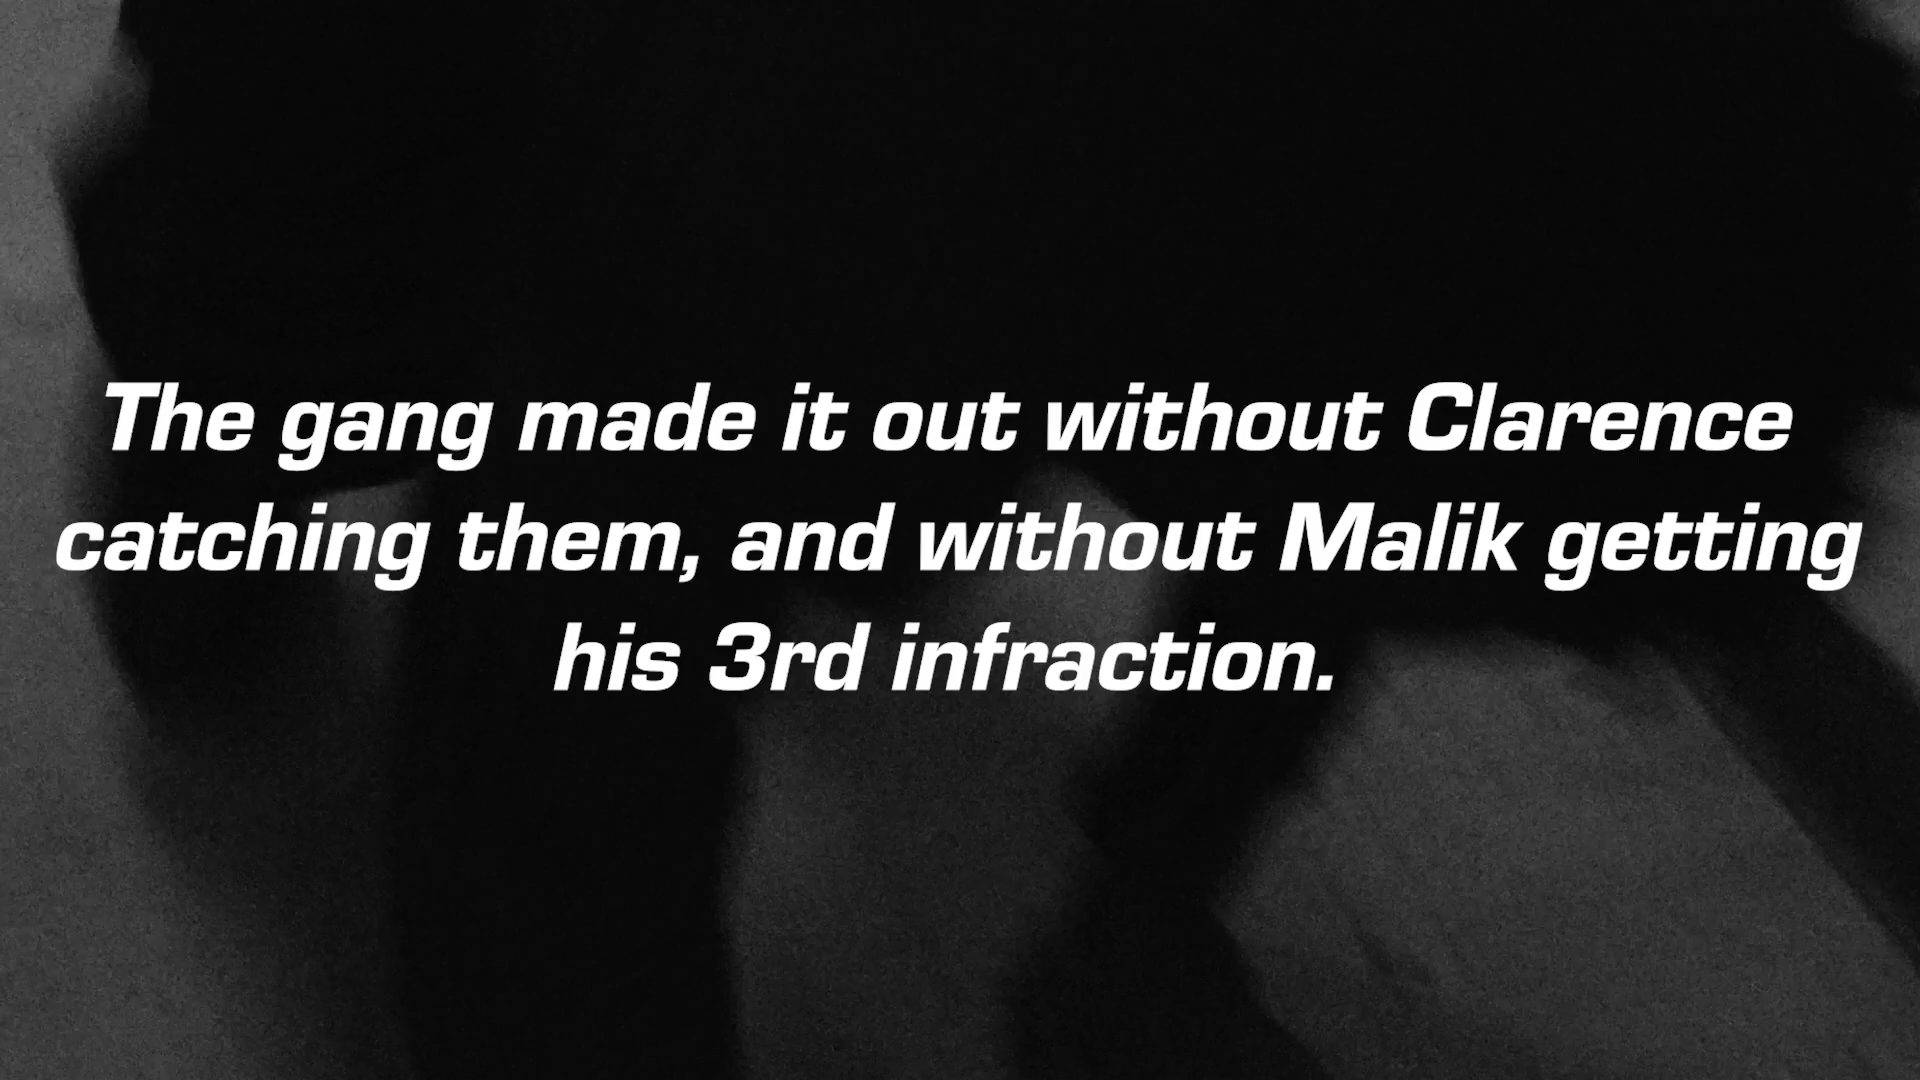 The gang made it out without Clarence
catching them, and without Malik getting
his 3rd infraction.